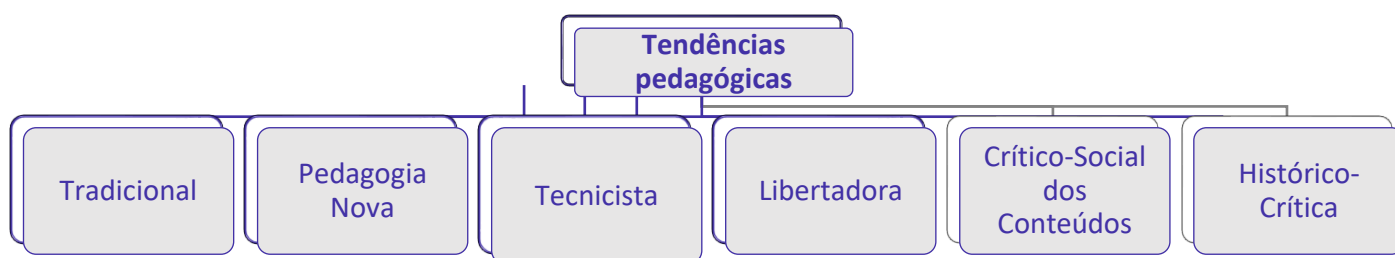 Tendências
pedagógicas
Tradicional
Pedagogia
Nova
Tecnicista
Libertadora
Crítico-Social
dos
Conteúdos
Histórico-
Crítica